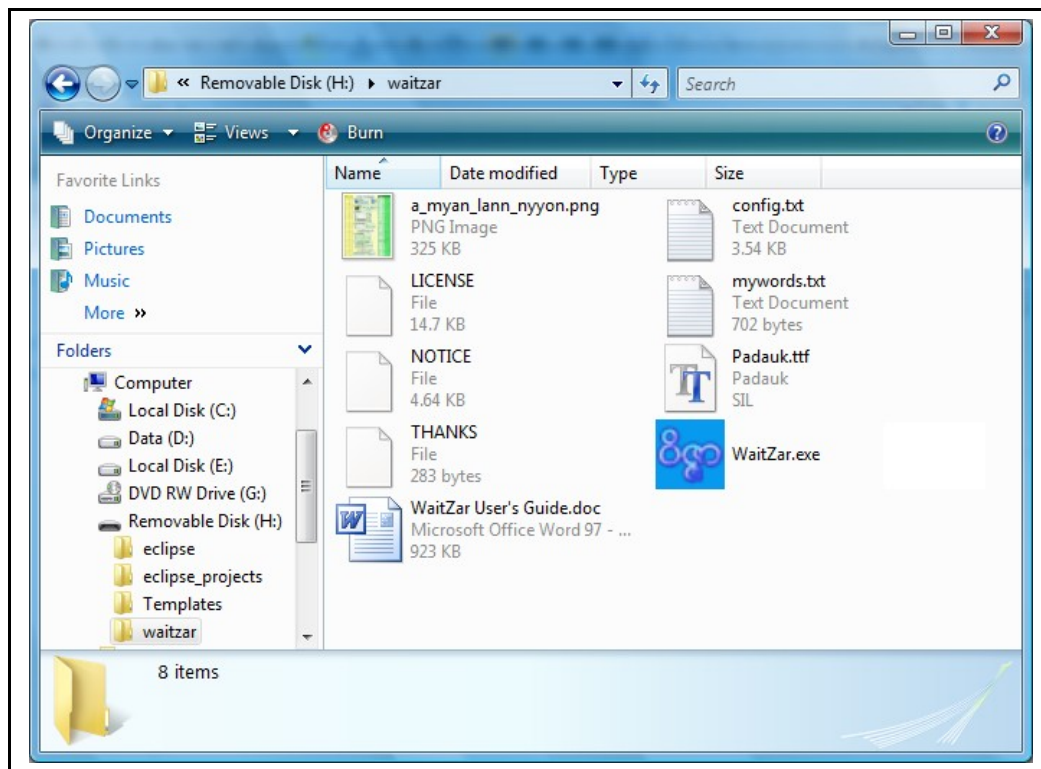 « Removable Disk (H:) ▸ waitzar
Search
Organize Views Burn
Favorite Links
Documents
Pictures
Music
More »
Folders
Computer
Local Disk (C:)
Data (D:)
Local Disk (E:)
DVD RW Drive (G:)
Removable Disk (H:)
eclipse
eclipse_projects
Templates
waitzar
Name Date modified Type Size
a_myan_lann_nyyon.png
PNG Image
325 KB
config.txt
Text Document
3.54 KB
LICENSE
File
14.7 KB
mywords.txt
Text Document
702 bytes
NOTICE
File
4.64 KB
Padauk.ttf
Padauk
SIL
THANKS
File
283 bytes
WaitZar.exe
WaitZar User's Guide.doc
Microsoft Office Word 97 - ...
923 KB
8 items